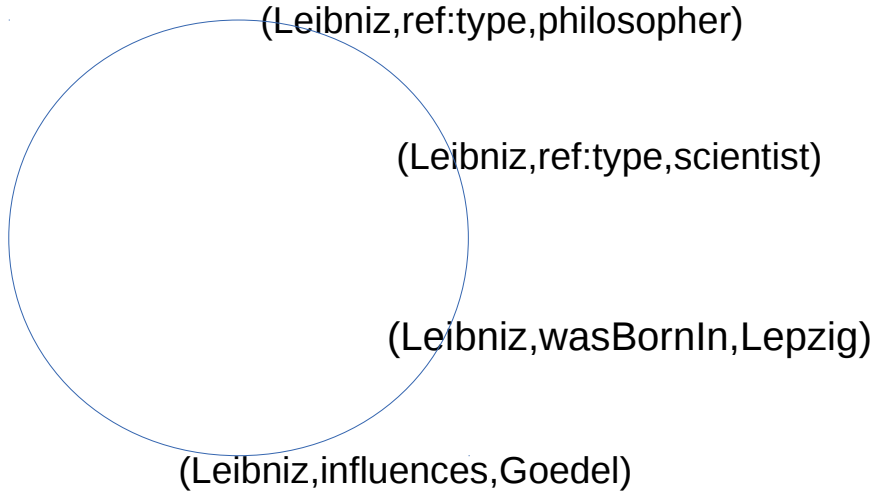 (Leibniz,ref:type,philosopher)
(Leibniz,ref:type,scientist)
(Leibniz,wasBornIn,Lepzig)
(Leibniz,influences,Goedel)